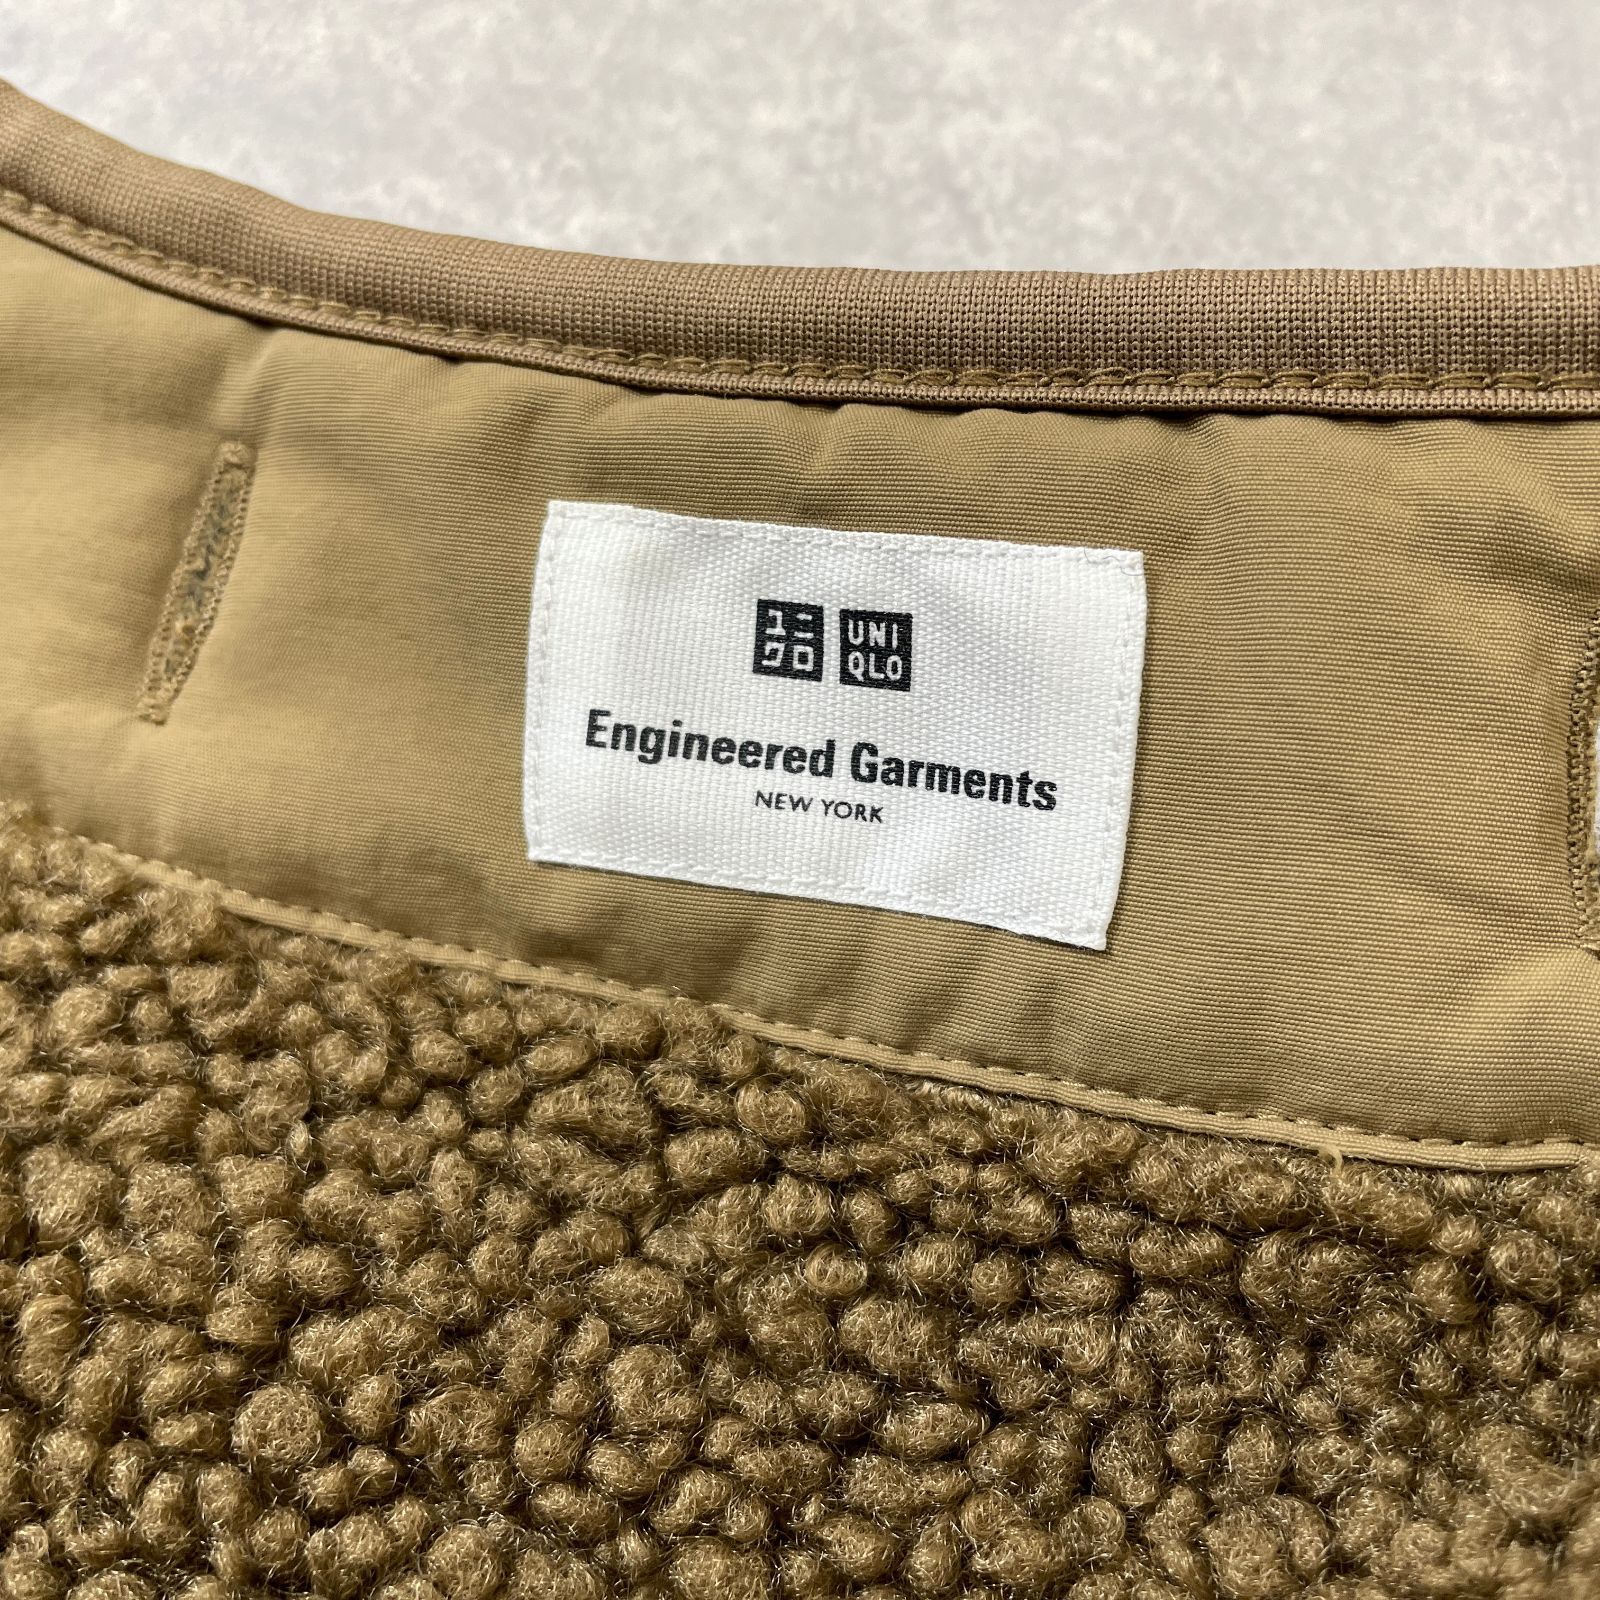 ユニ UNI
クロ QLO
Engineered Garments
NEW YORK